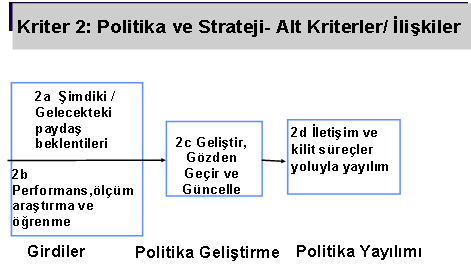 Kriter 2: Politika ve Strateji- Alt Kriterler/ İlişkiler
2a Şimdiki /
Gelecekteki
paydaş
beklentileri
2b
Performans,ölçüm
araştırma ve
öğrenme
2c Geliştir,
Gözden
Geçir ve
Güncelle
2d İletişim ve
kilit süreçler
yoluyla yayılım
Girdiler
Politika Geliştirme
Politika Yayılımı